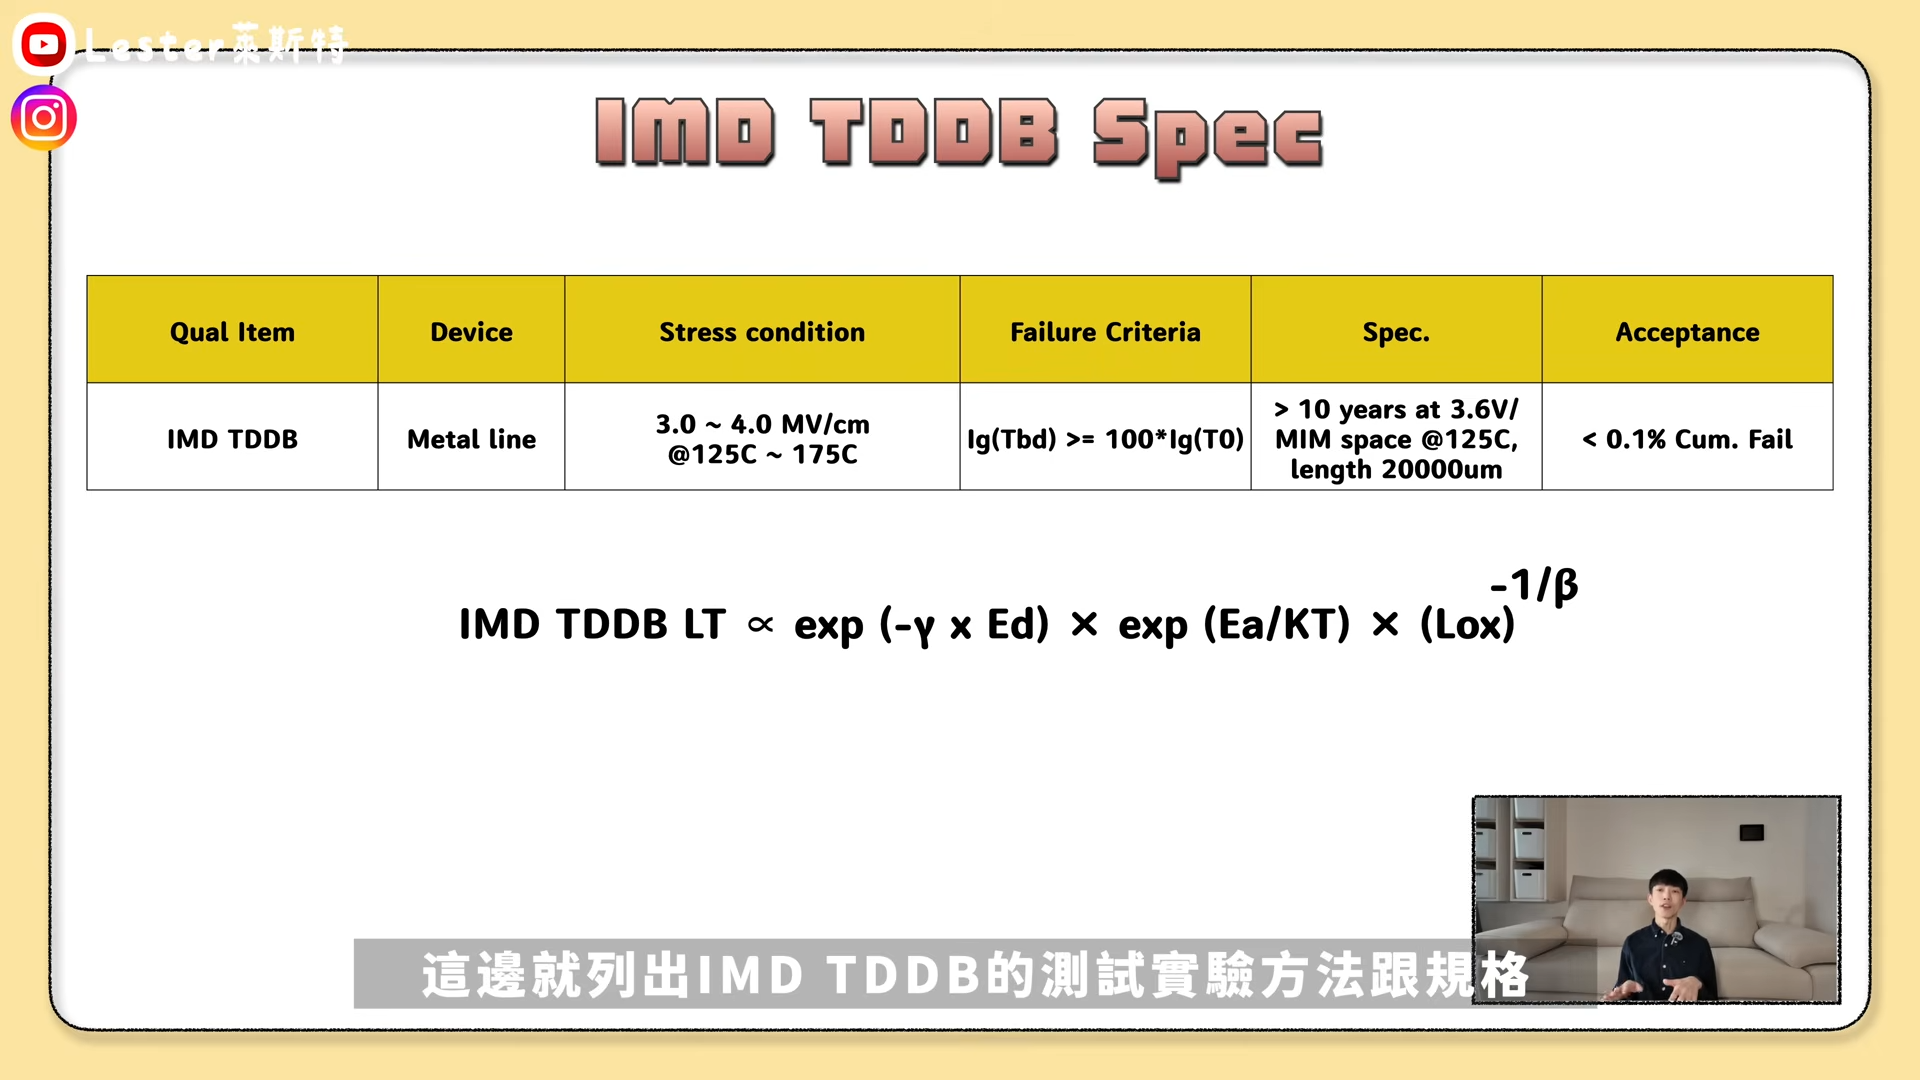 Lester萊斯特
IMD TDDB Spec
Qual Item
Device
Stress condition
Failure Criteria
Spec.
Acceptance
IMD TDDB
Metal line
3.0 ~ 4.0 MV/cm
@125C ~ 175C
Ig(Tbd) >= 100*Ig(T0)
> 10 years at 3.6V/
MIM space @125C,
length 20000um
< 0.1% Cum. Fail
IMD TDDB LT ∝ exp (-γ x Ed) × exp (Ea/KT) × (Lox)-1/β
這邊就列出IMD TDDB的測試實驗方法跟規格